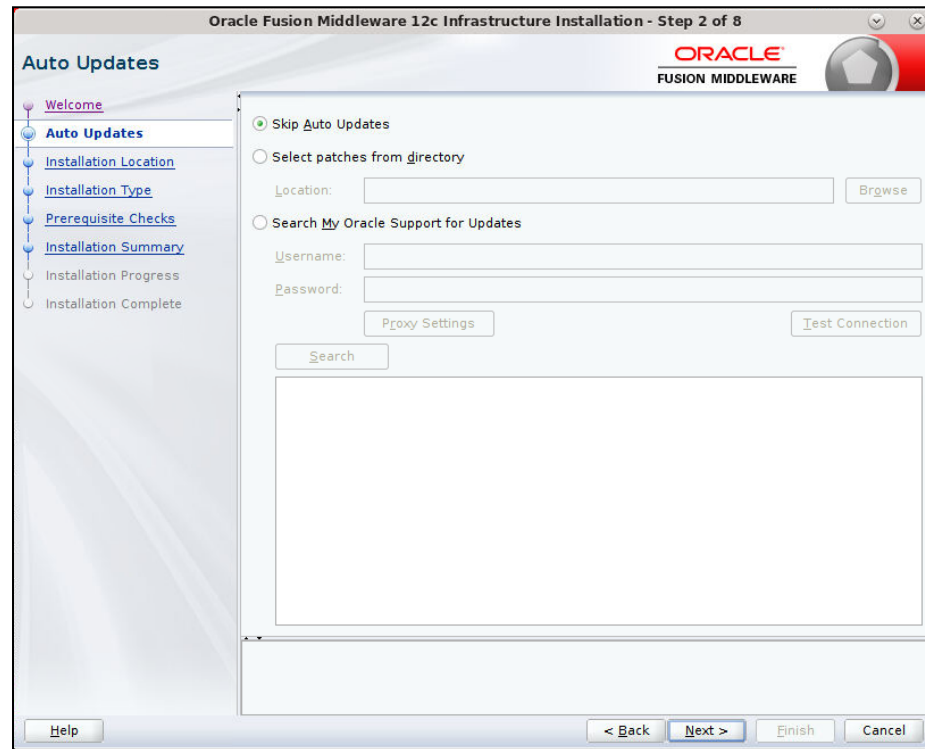 Oracle Fusion Middleware 12c Infrastructure Installation - Step 2 of 8
Auto Updates
ORACLE
FUSION MIDDLEWARE
Welcome
Auto Updates
Installation Location
Installation Type
Prerequisite Checks
Installation Summary
Installation Progress
Installation Complete
Skip Auto Updates
Select patches from directory
Location:
Browse
Search My Oracle Support for Updates
Username:
Password:
Proxy Settings
Test Connection
Search
Help
< Back
Next >
Finish
Cancel